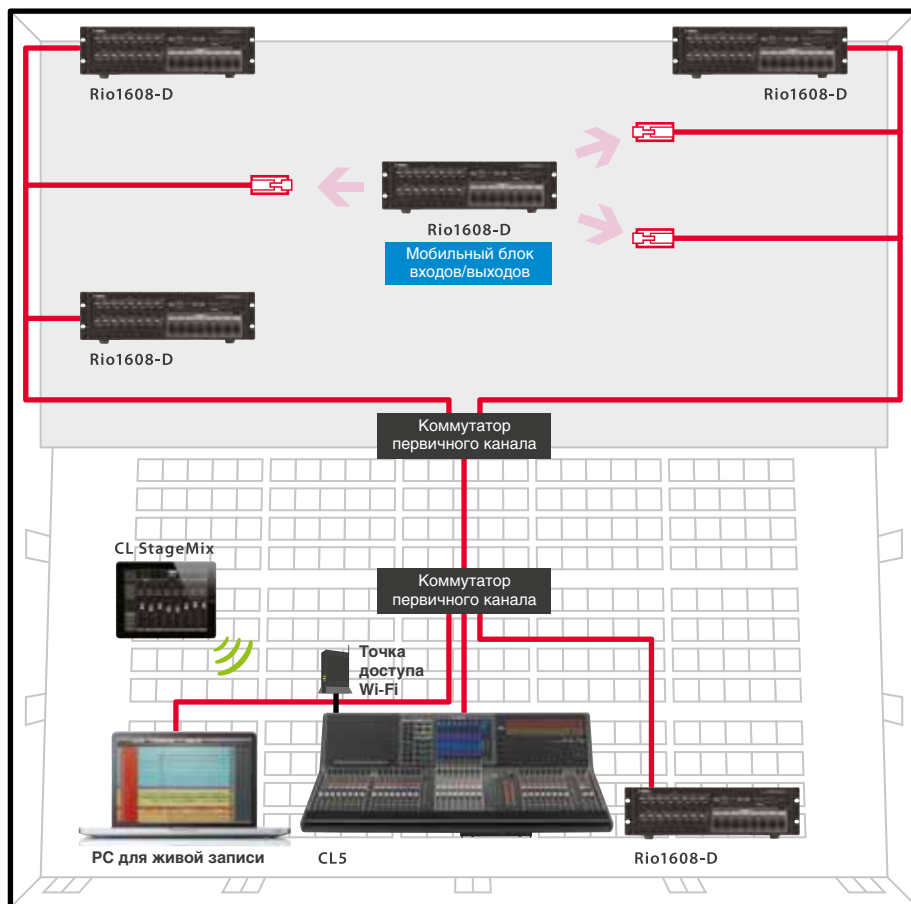 Rio1608-D
Rio1608-D
Rio1608-D
Мобильный блок
входов/выходов
Rio1608-D
Коммутатор
первичного канала
CL StageMix
Коммутатор
первичного канала
Точка
доступа
Wi-Fi
PC для живой записи
CL5
Rio1608-D